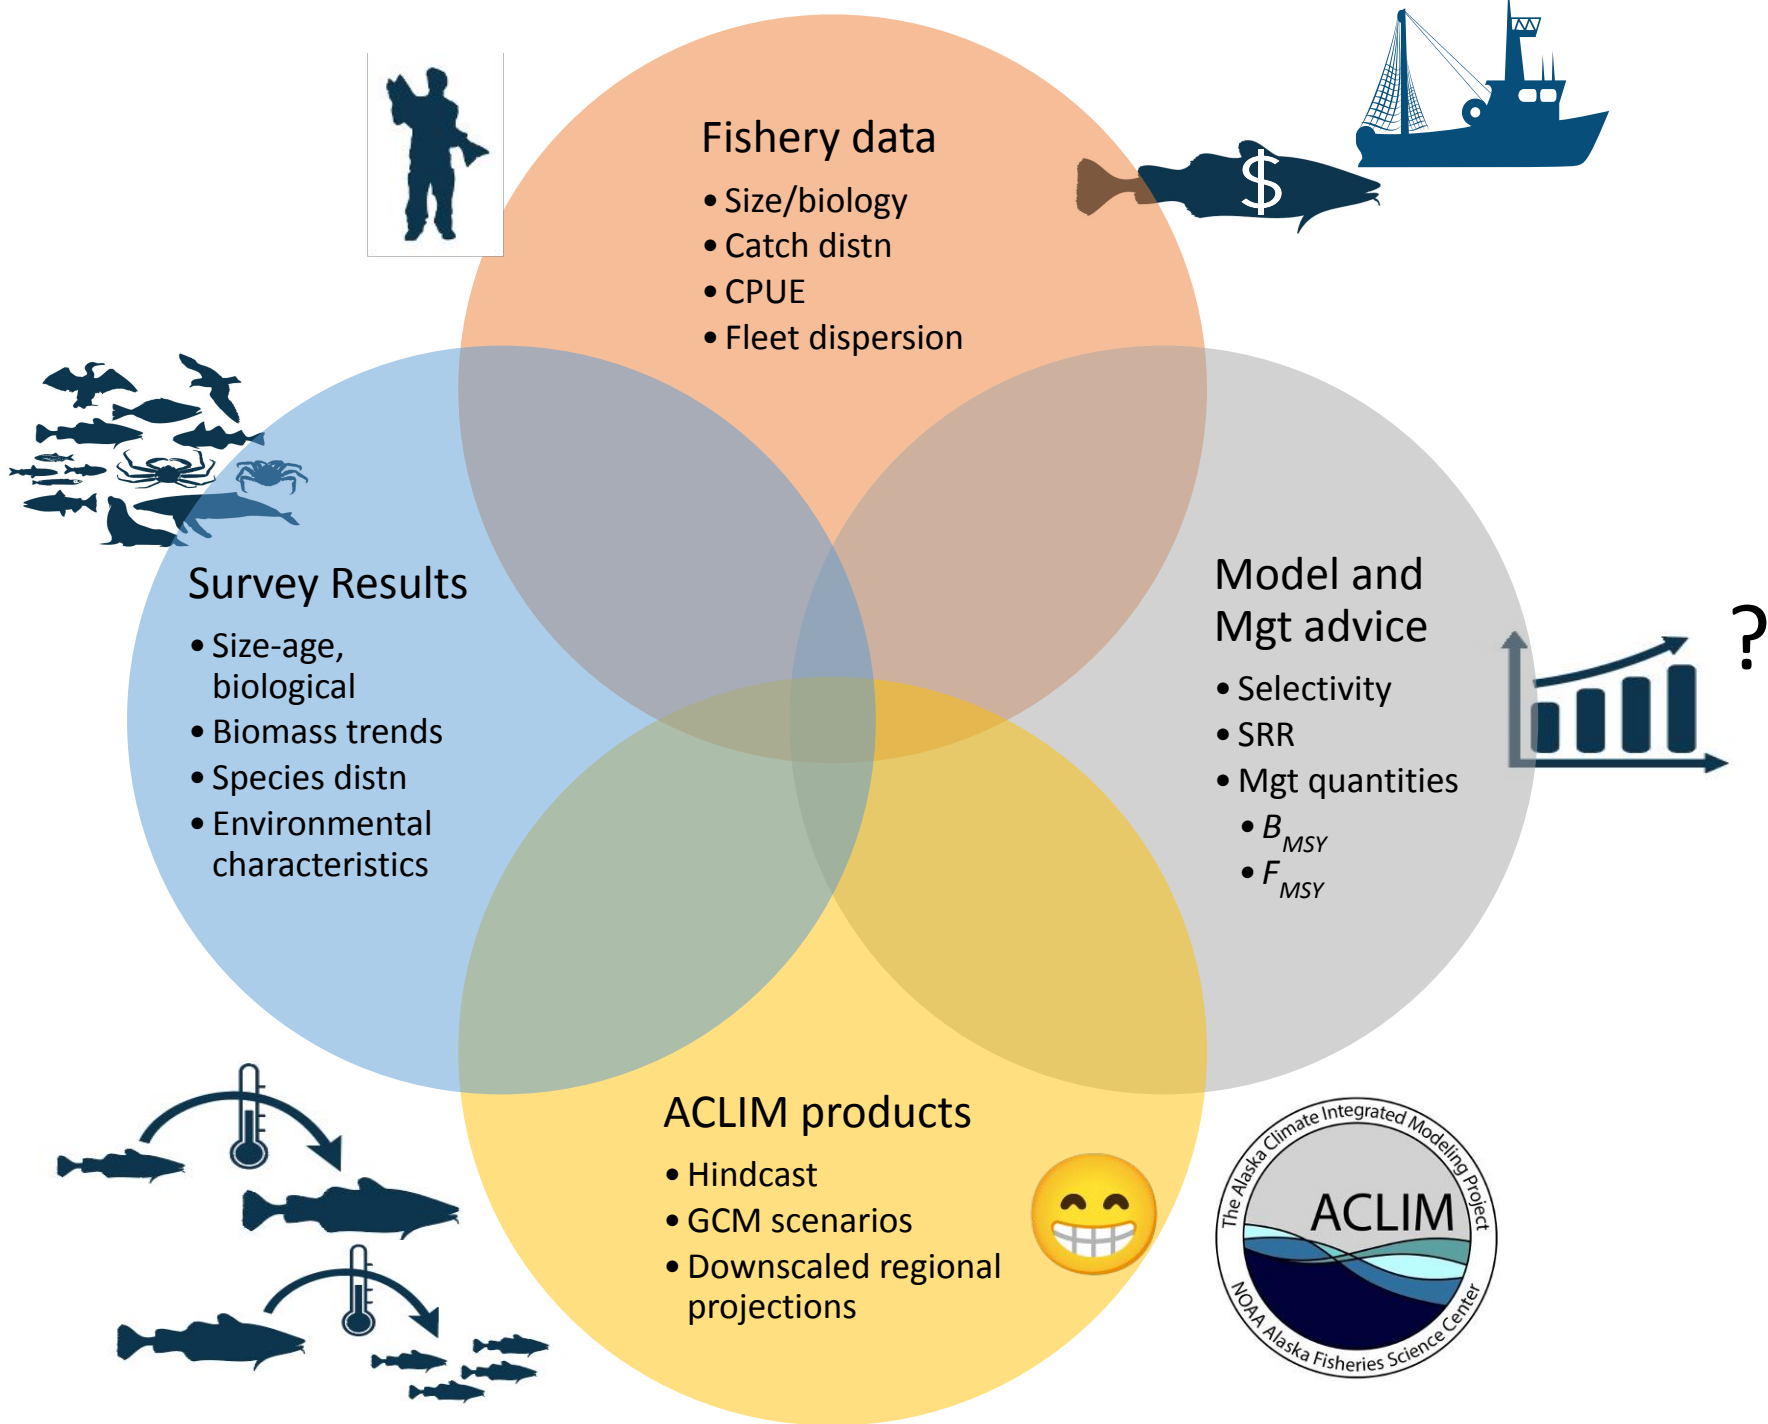 Fishery data
• Size/biology
• Catch distn
• CPUE
• Fleet dispersion
$
Survey Results
• Size-age,
biological
• Biomass trends
• Species distn
• Environmental
characteristics
Model and
Mgt advice
• Selectivity
• SRR
• Mgt quantities
• B_MSY
• F_MSY
?
ACLIM products
• Hindcast
• GCM scenarios
• Downscaled regional
projections
The Alaska Climate Integrated Modeling Project
ACLIM
NOAA Alaska Fisheries Science Center